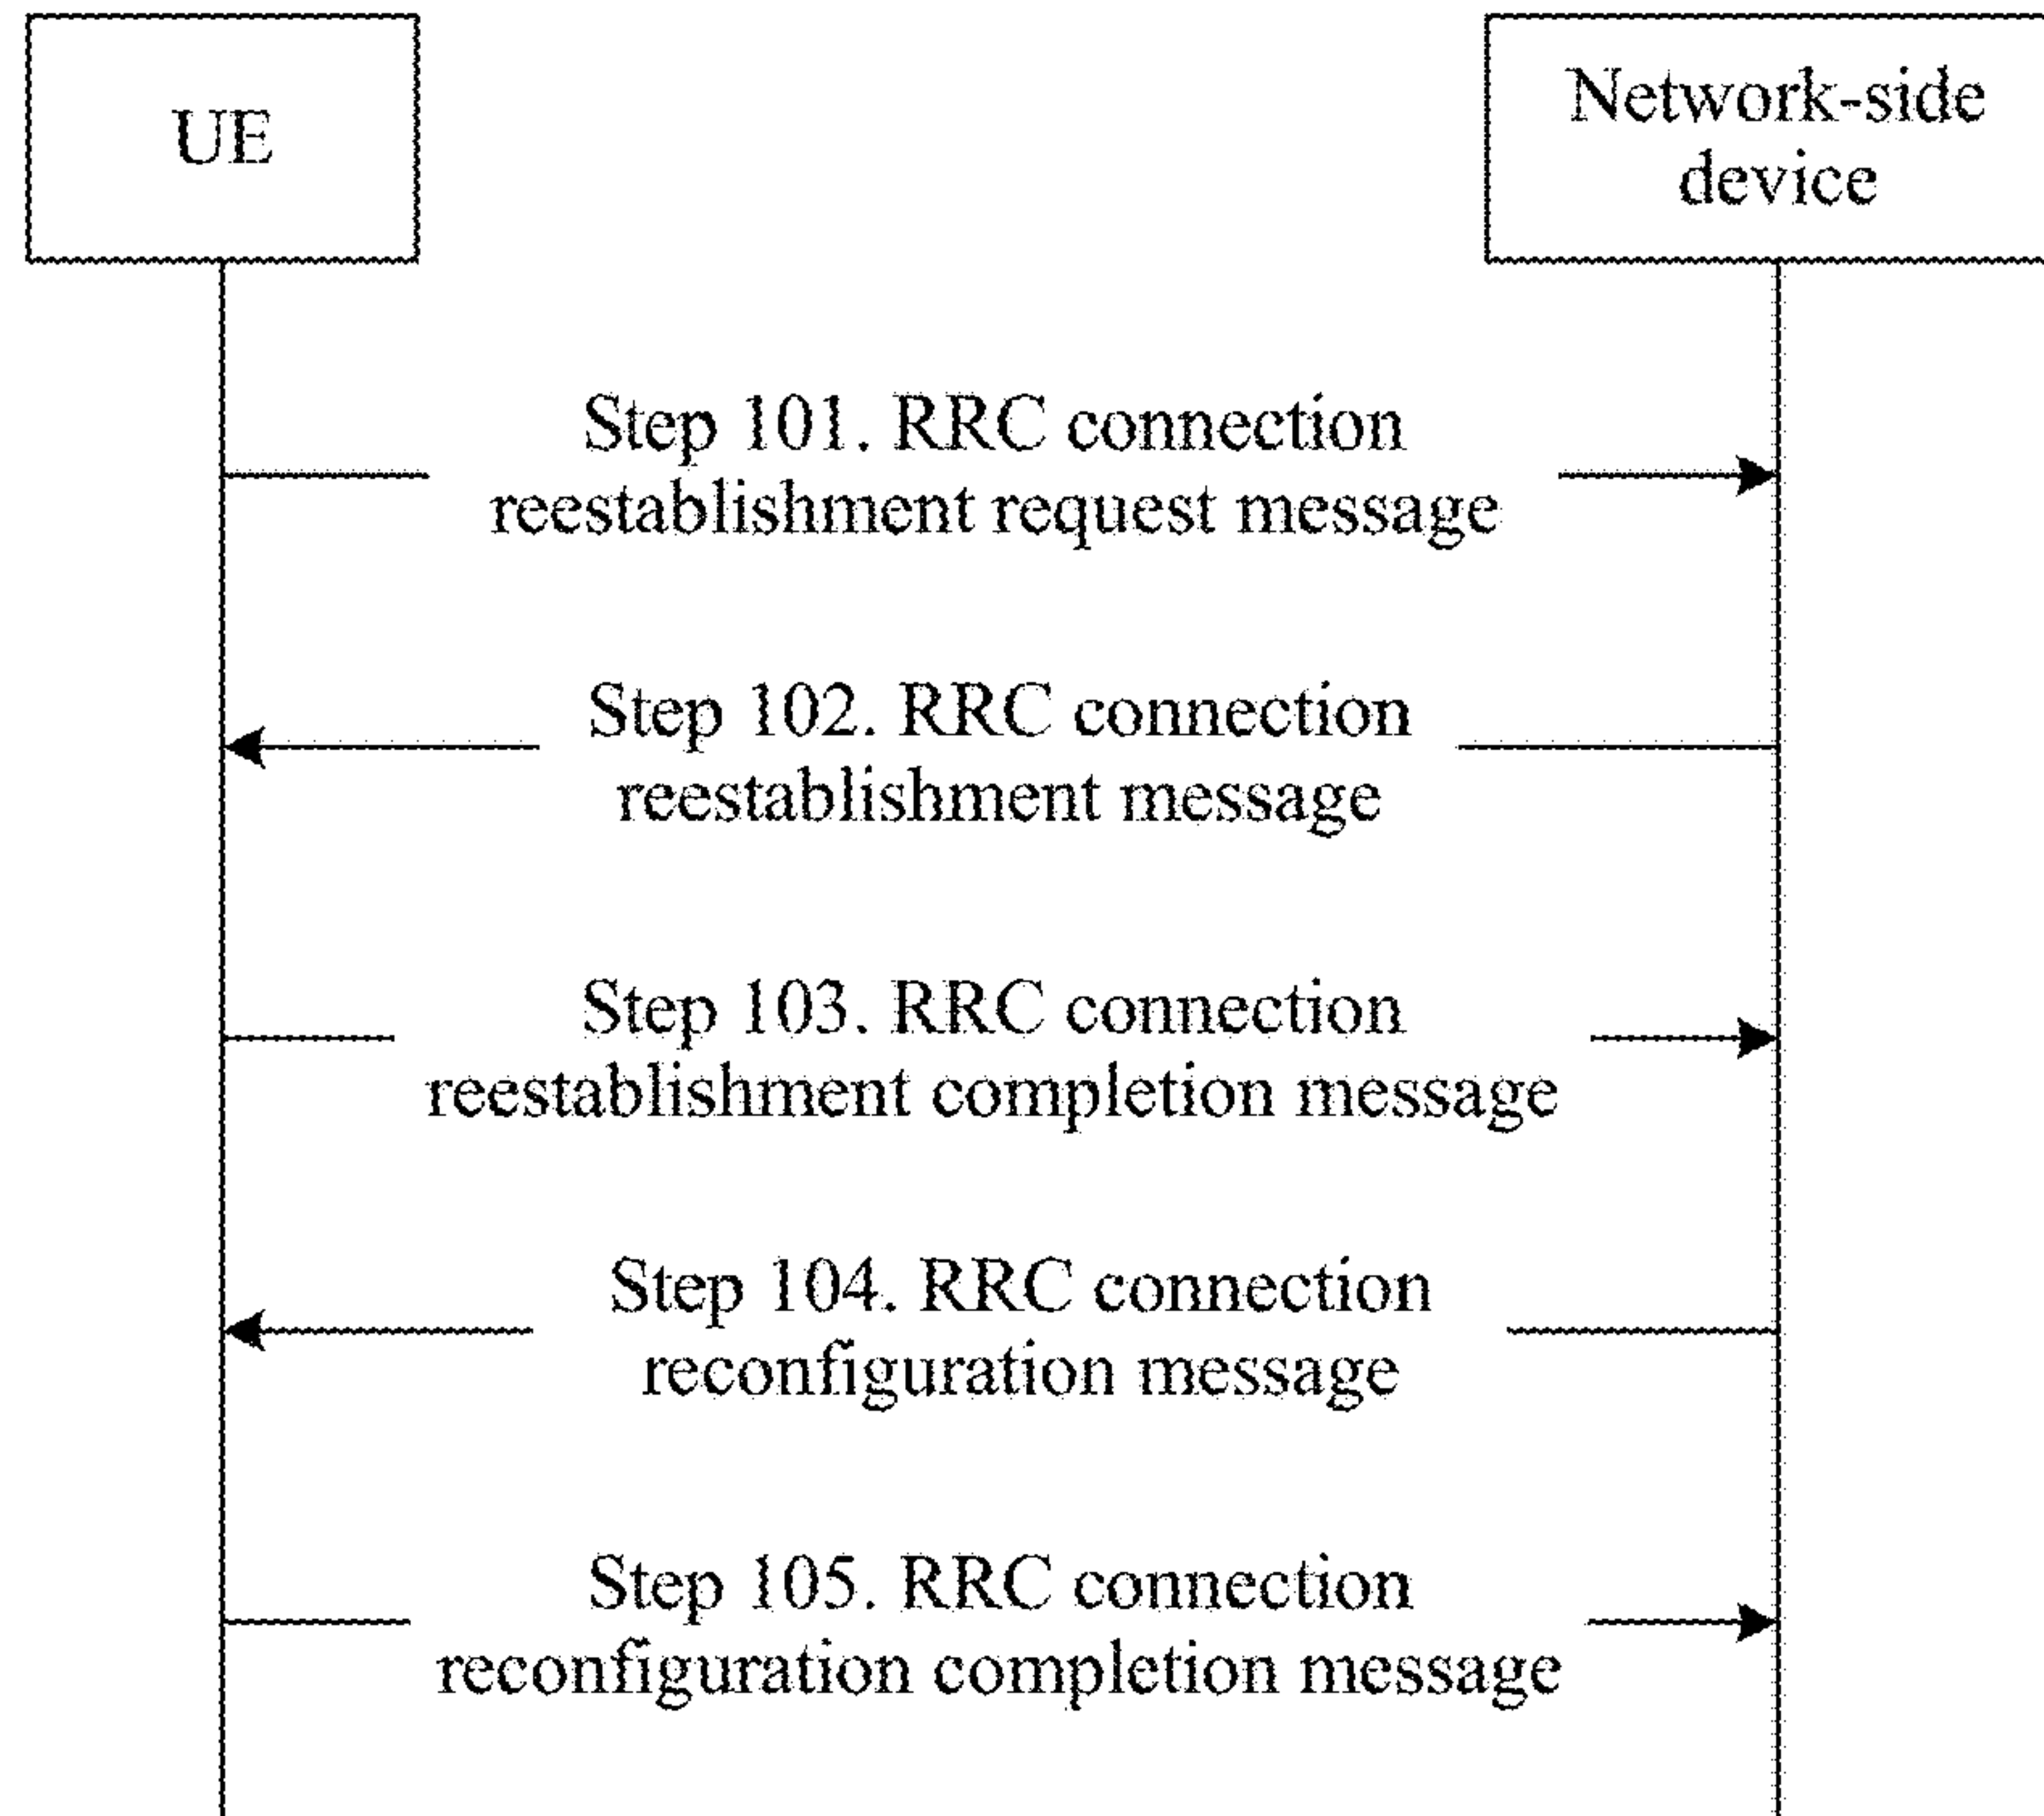 UE
Network-side
device
Step 101. RRC connection
reestablishment request message
Step 102. RRC connection
reestablishment message
Step 103. RRC connection
reestablishment completion message
Step 104. RRC connection
reconfiguration message
Step 105. RRC connection
reconfiguration completion message